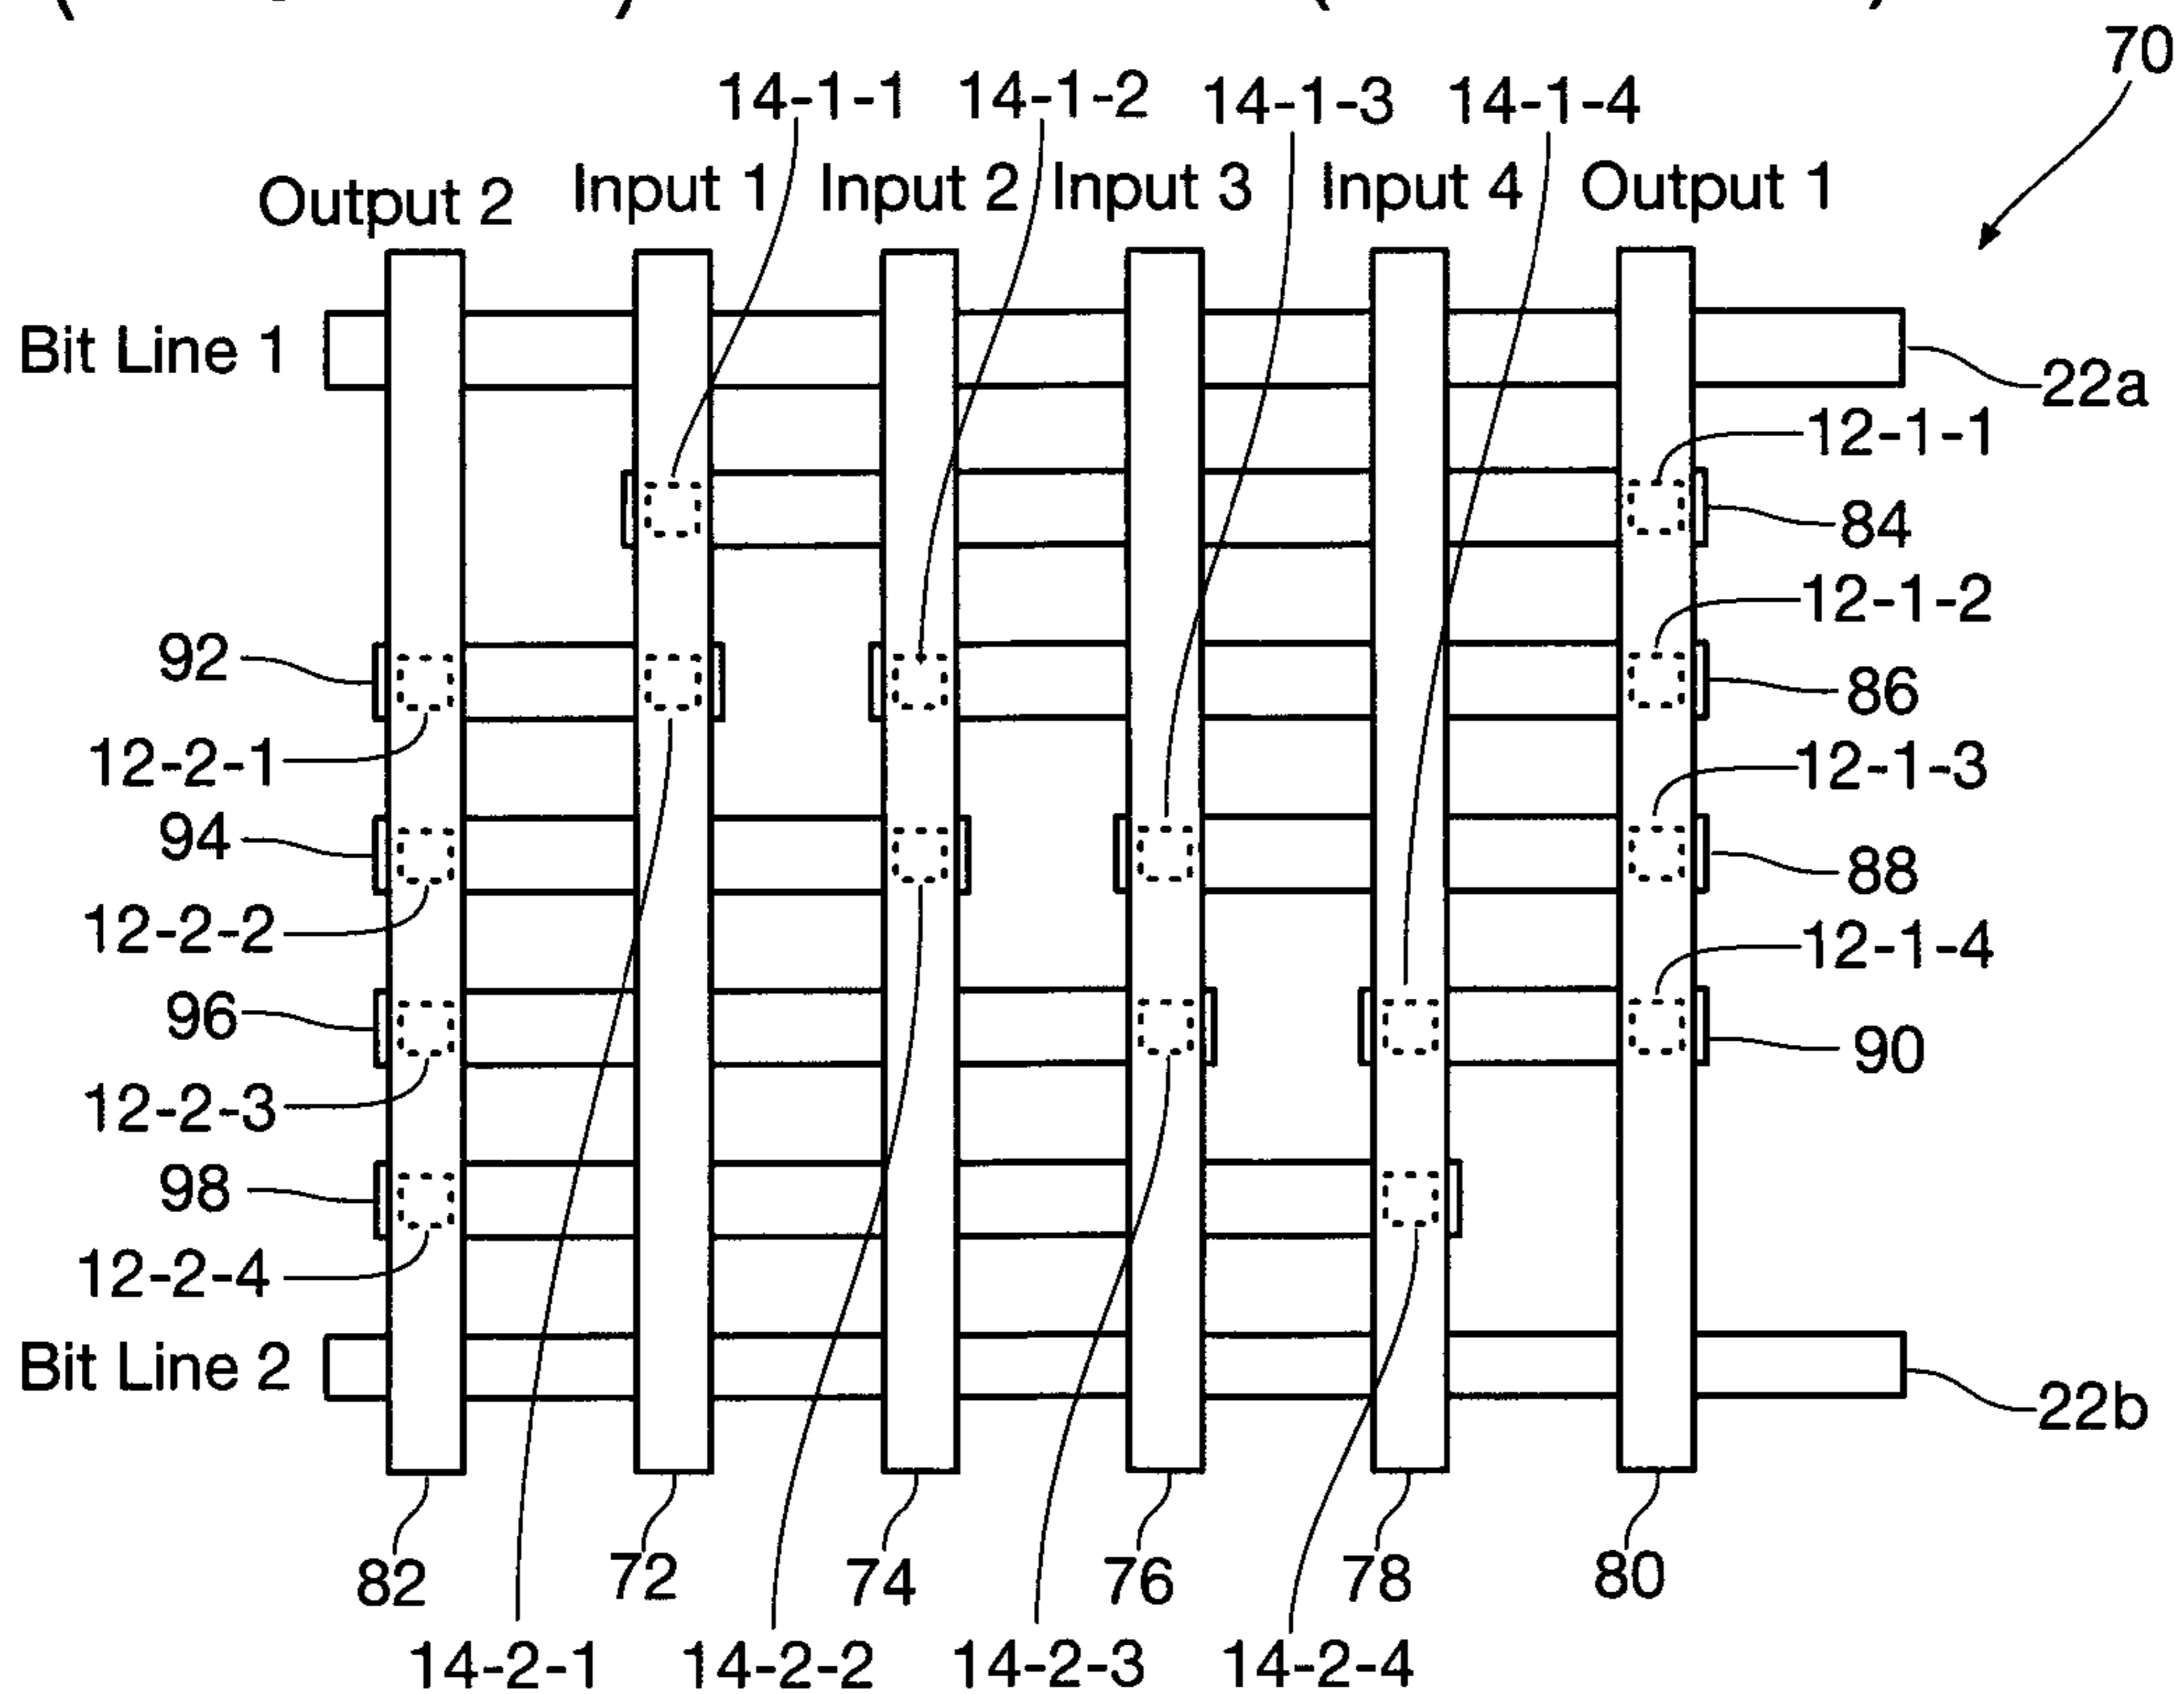 70
14-1-1 14-1-2 14-1-3 14-1-4
Output 2 Input 1 Input 2 Input 3 Input 4 Output 1
Bit Line 1
22a
12-1-1
84
12-1-2
92
86
12-2-1
12-1-3
94
88
12-2-2
12-1-4
96
90
12-2-3
98
12-2-4
Bit Line 2
22b
82 72 74 76 78 80
14-2-1 14-2-2 14-2-3 14-2-4